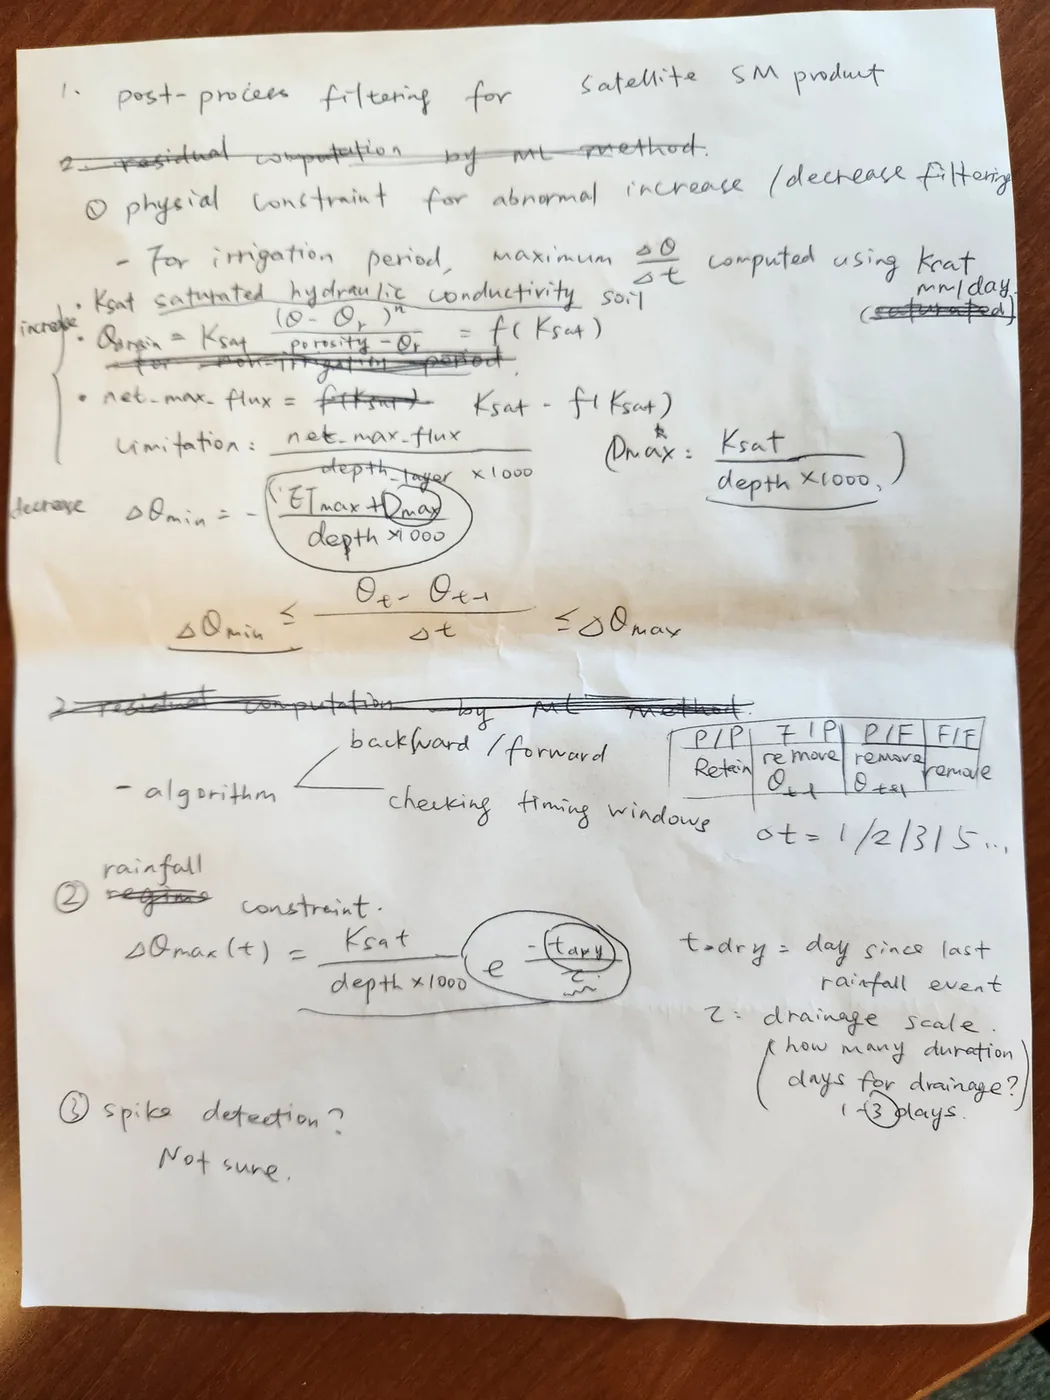 1. post-process filtering for satellite SM product
2. residual computation by ML method.
① physial constraint for abnormal increase / decrease filtering
- For irrigation period, maximum Δθ/Δt computed using Ksat
mm/day
(saturated)
• Ksat saturated hydraulic conductivity soil
increase
• Qdrain = Ksat (θ - θr)^n / porosity - θr = f(Ksat)
for non-irrigation period.
• net_max_flux = f(Ksat) Ksat - f(Ksat)
Limitation: net_max_flux / depth_layer × 1000
(Dmax: Ksat / depth × 1000.)
decrease
Δθmin = - (ETmax + Dmax / depth × 1000
Δθmin ≤ θt - θt-1 / Δt ≤ Δθmax
2. residual computation by ML method.
- algorithm
backward / forward
checking timing windows
P/P | F/P | P/F | F/F
Retain | remove θt-1 | remove θt+1 | remove
Δt = 1/2/3/5...
② rainfall
regime constraint.
Δθmax(t) = Ksat / depth × 1000 e^(-tdry / τ)
t-dry = day since last
rainfall event
τ: drainage scale.
(how many duration
days for drainage?)
1-3 days.
③ spike detection?
Not sure.